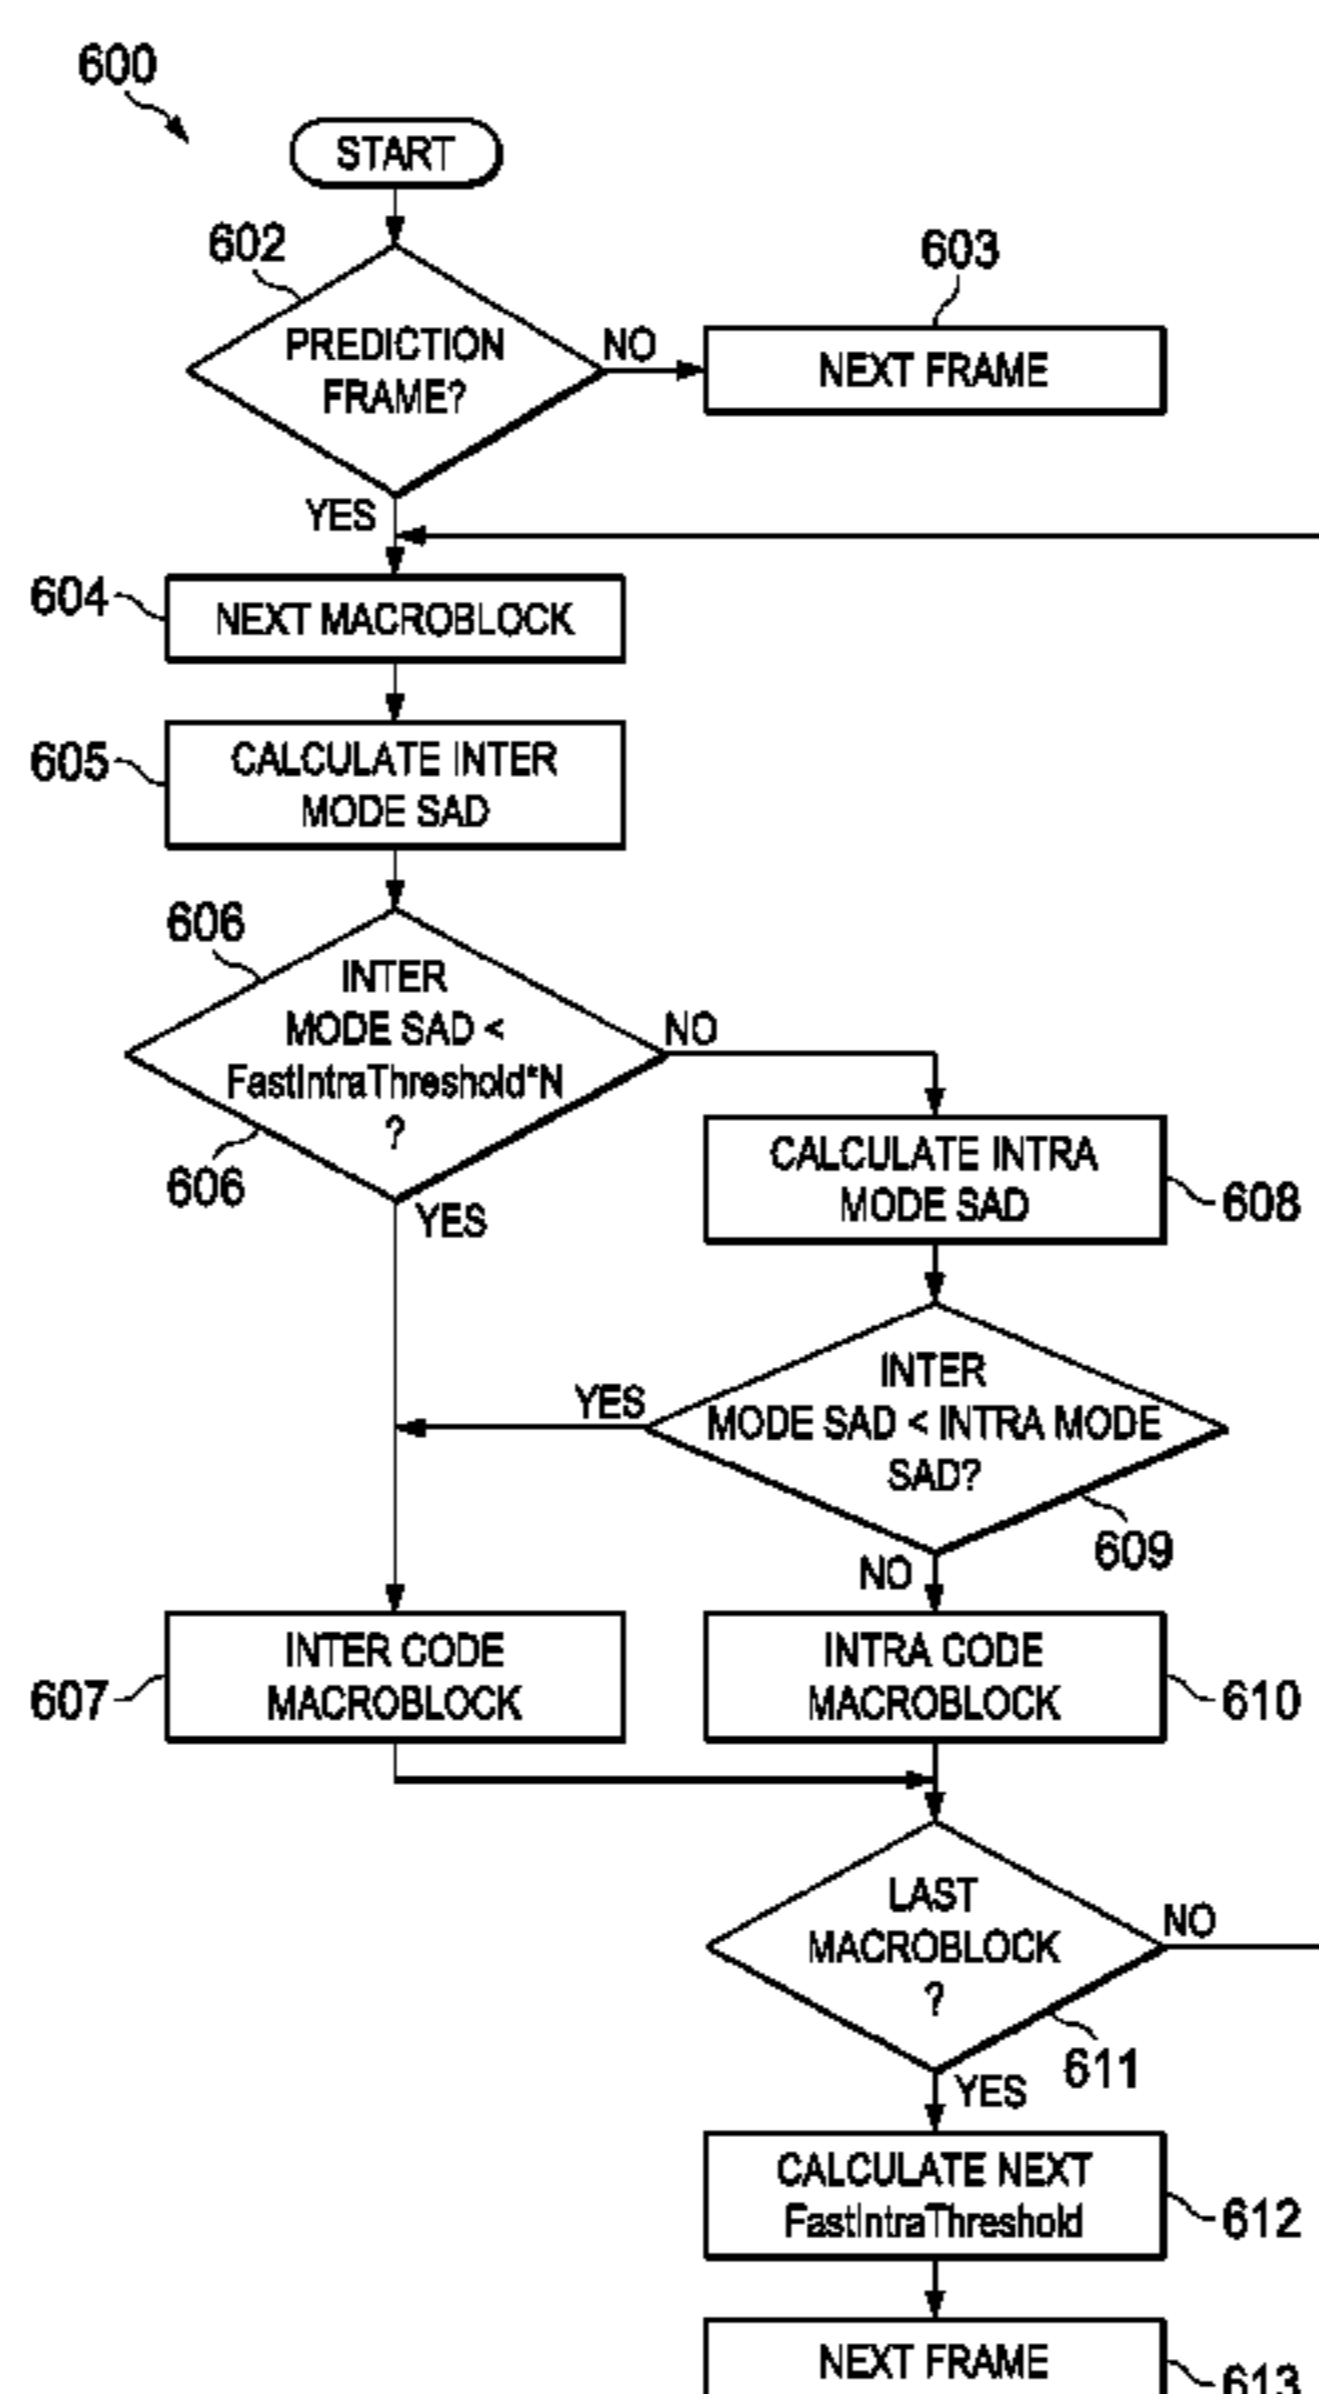 600
START
602
603
PREDICTION
FRAME?
NO
NEXT FRAME
YES
604
NEXT MACROBLOCK
605
CALCULATE INTER
MODE SAD
606
INTER
MODE SAD <
FastIntraThreshold*N
?
NO
606
YES
CALCULATE INTRA
MODE SAD
608
INTER
MODE SAD < INTRA MODE
SAD?
YES
609
NO
607
INTER CODE
MACROBLOCK
INTRA CODE
MACROBLOCK
610
LAST
MACROBLOCK
?
NO
611
YES
CALCULATE NEXT
FastIntraThreshold
612
NEXT FRAME
613